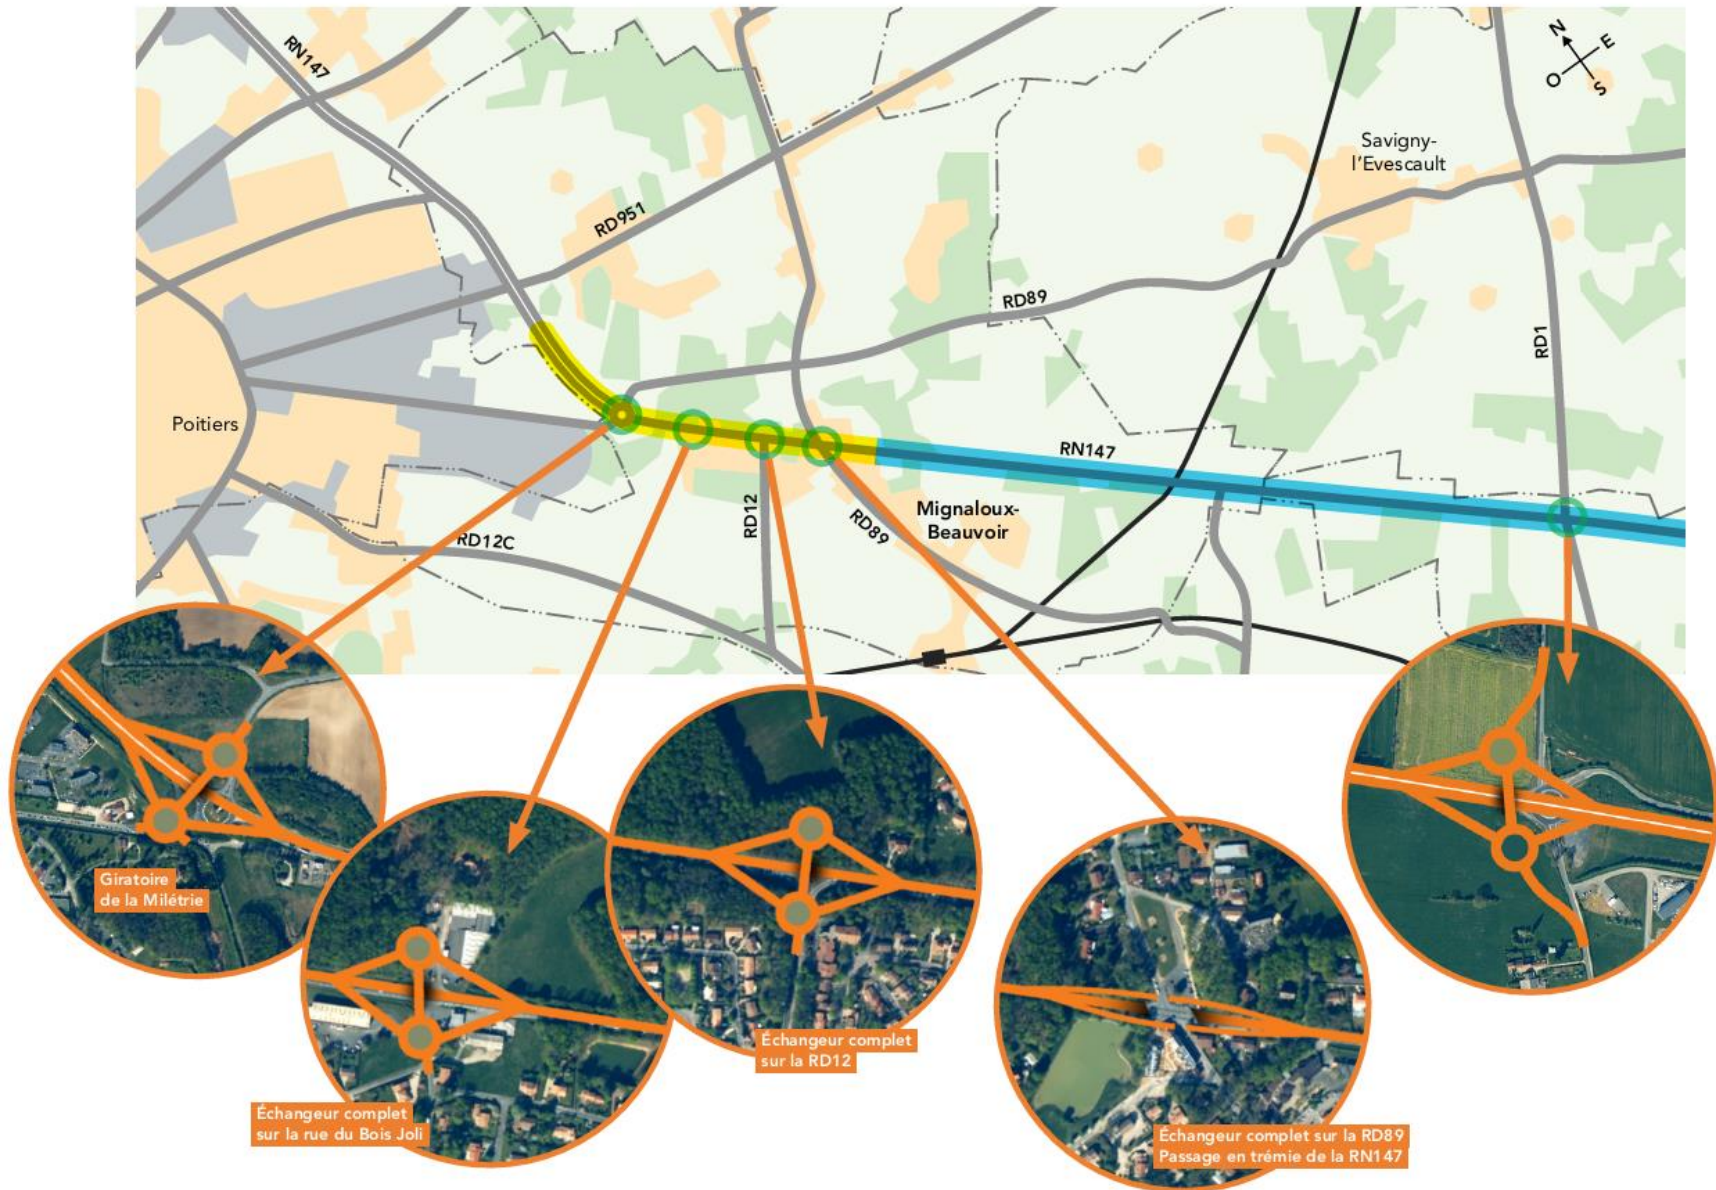 RN147
N
E
O
S
Savigny-
l'Evescault
RD951
RD89
RD1
Poitiers
RN147
RD12
RD89
Mignaloux-
Beauvoir
RD12C
Giratoire
de la Milétrie
Échangeur complet
sur la rue du Bois Joli
Échangeur complet
sur la RD12
Échangeur complet sur la RD89
Passage en trémie de la RN147